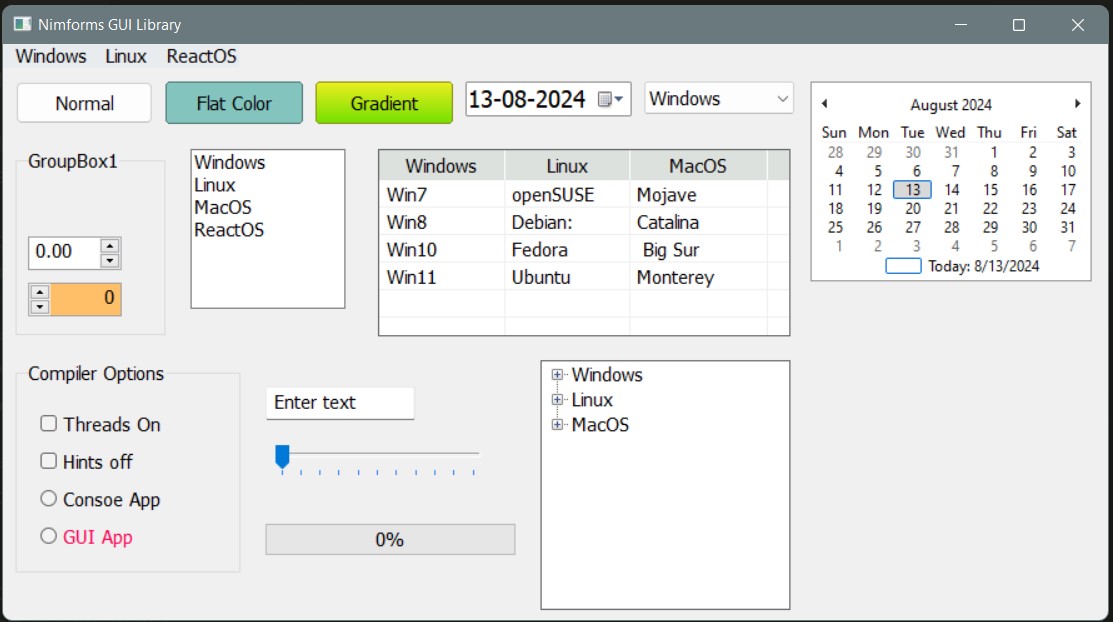 Nimforms GUI Library
Windows Linux ReactOS
Normal Flat Color Gradient 13-08-2024 Windows
August 2024
Sun Mon Tue Wed Thu Fri Sat
28 29 30 31 1 2 3
4 5 6 7 8 9 10
11 12 13 14 15 16 17
18 19 20 21 22 23 24
25 26 27 28 29 30 31
1 2 3 4 5 6 7
Today: 8/13/2024
GroupBox1
0.00
0
Windows
Linux
MacOS
ReactOS
Windows Linux MacOS
Win7 openSUSE Mojave
Win8 Debian: Catalina
Win10 Fedora Big Sur
Win11 Ubuntu Monterey
Compiler Options
Threads On
Hints off
Consoe App
GUI App
Enter text
0%
Windows
Linux
MacOS